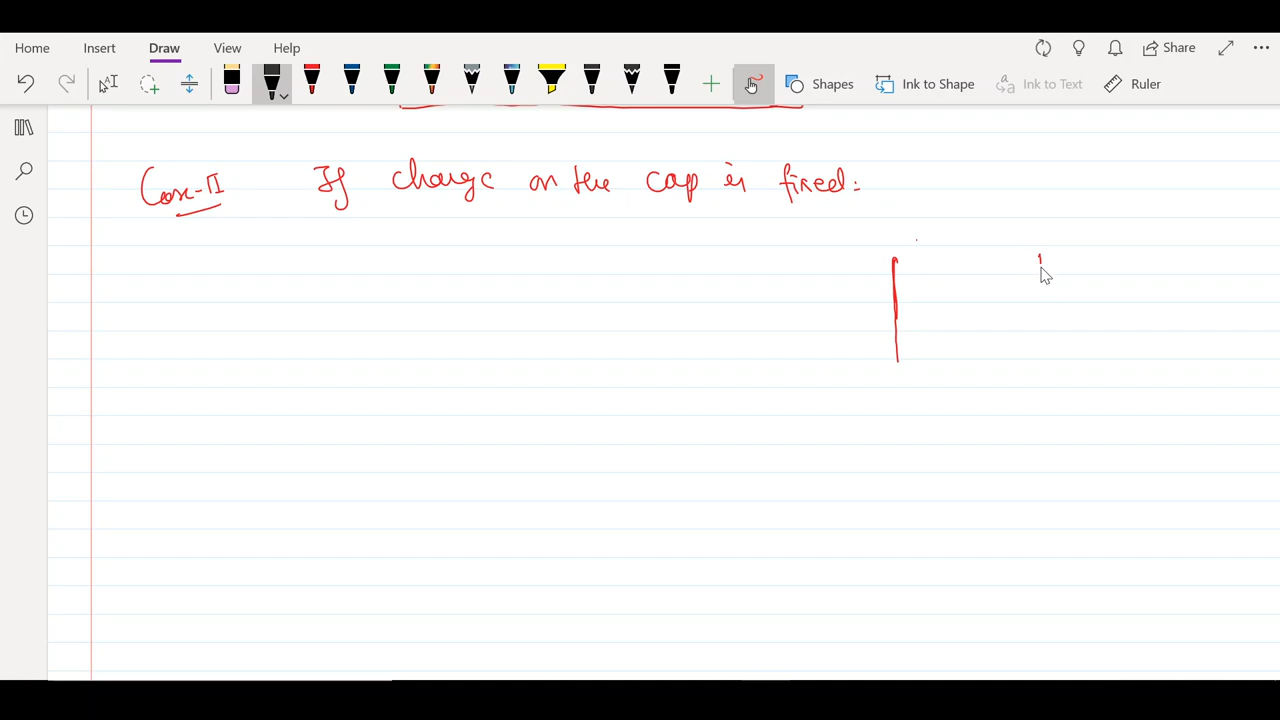 Home Insert Draw View Help Share
Shapes Ink to Shape Ink to Text Ruler
Case-II If charge on the cap is fixed: